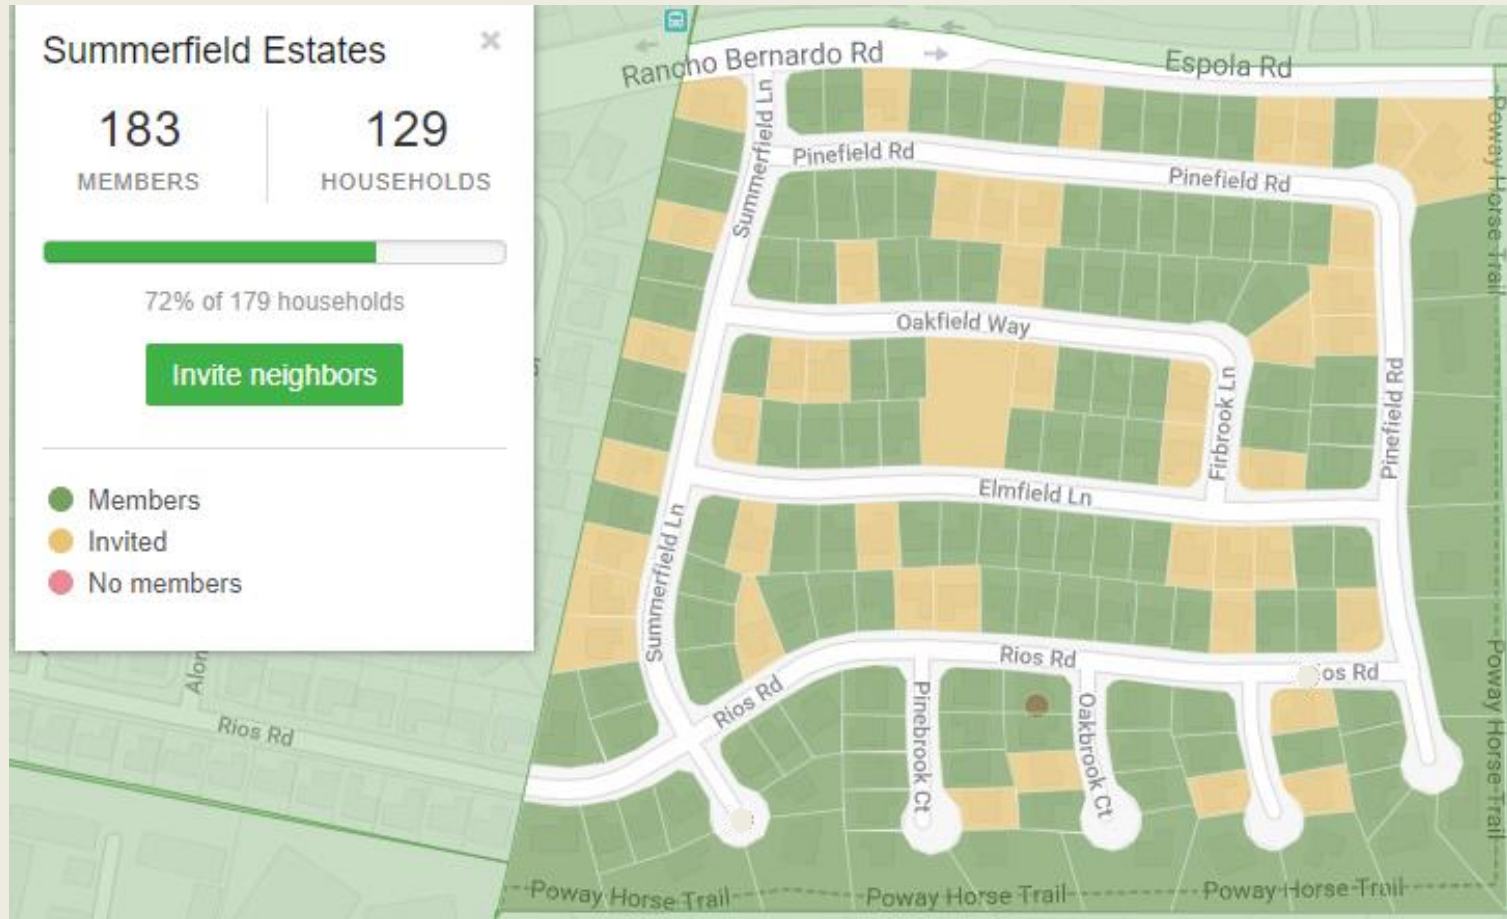 Summerfield Estates
×
183
129
MEMBERS
HOUSEHOLDS
72% of 179 households
Invite neighbors
Members
Invited
No members
Rancho Bernardo Rd
Espola Rd
Summerfield Ln
Pinefield Rd
Pinefield Rd
Poway Horse Trail
Oakfield Way
Firbrook Ln
Pinefield Rd
Elmfield Ln
Summerfield Ln
Rios Rd
os Rd
Rios Rd
Rios Rd
Alon
Pinebrook Ct
Oakbrook Ct
Poway Horse Trail
Poway Horse Trail
Poway Horse Trail
Poway Horse Trail